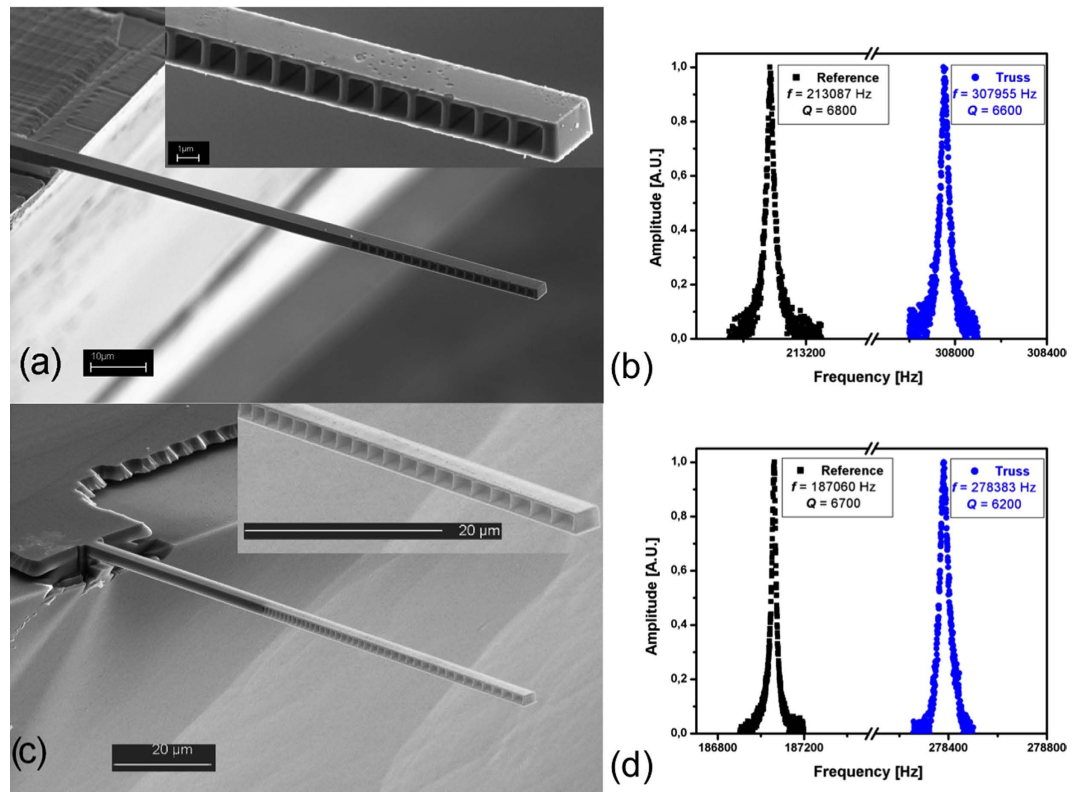 1µm
10µm
(a)
Reference
f = 213087 Hz
Q = 6800
Truss
f = 307955 Hz
Q = 6600
Amplitude [A.U.]
1,0
0,8
0,6
0,4
0,2
0,0
213200
308000
308400
Frequency [Hz]
(b)
20 µm
20 µm
(c)
Reference
f = 187060 Hz
Q = 6700
Truss
f = 278383 Hz
Q = 6200
Amplitude [A.U.]
1,0
0,8
0,6
0,4
0,2
0,0
186800
187200
278400
278800
Frequency [Hz]
(d)